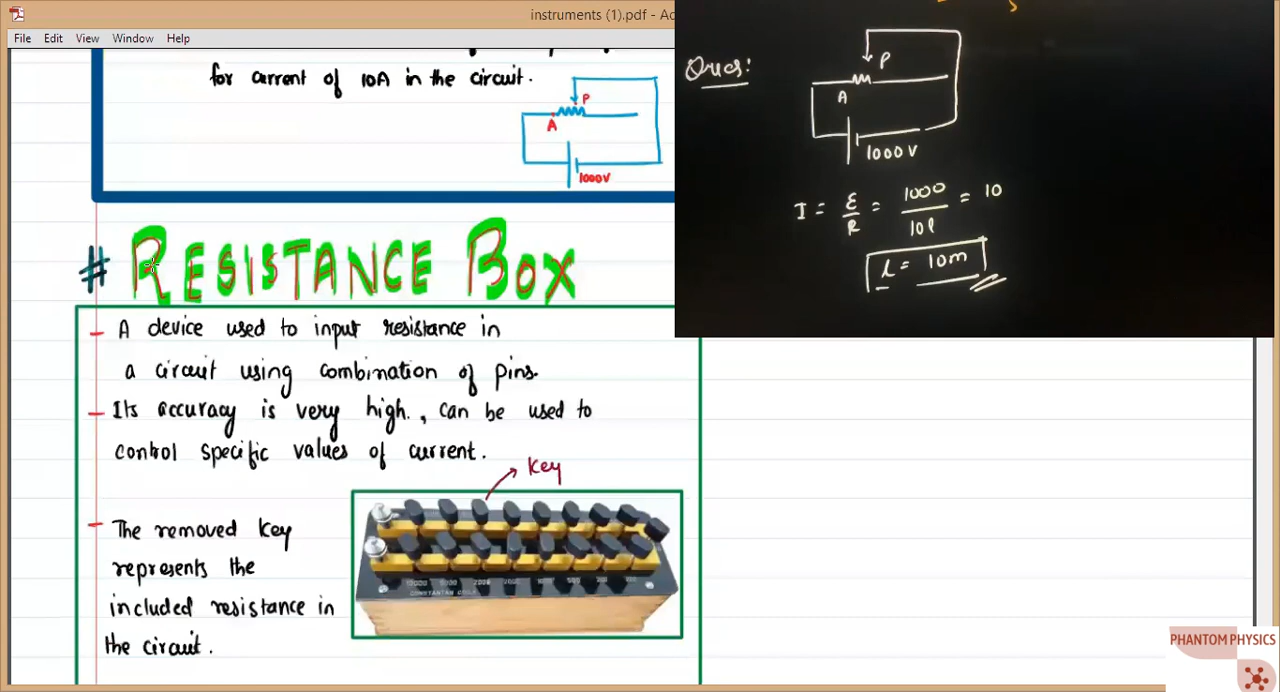 instruments (1).pdf - Ad
File Edit View Window Help
for current of 10A in the circuit.
P
A
1000V
Ques:
P
A
1000V
I = ε/R = 1000/10l = 10
l = 10m
# RESISTANCE BOX
- A device used to input resistance in
a circuit using combination of pins.
- Its accuracy is very high., can be used to
control specific values of current.
Key
- The removed key
represents the
included resistance in
the circuit.
PHANTOM PHYSICS